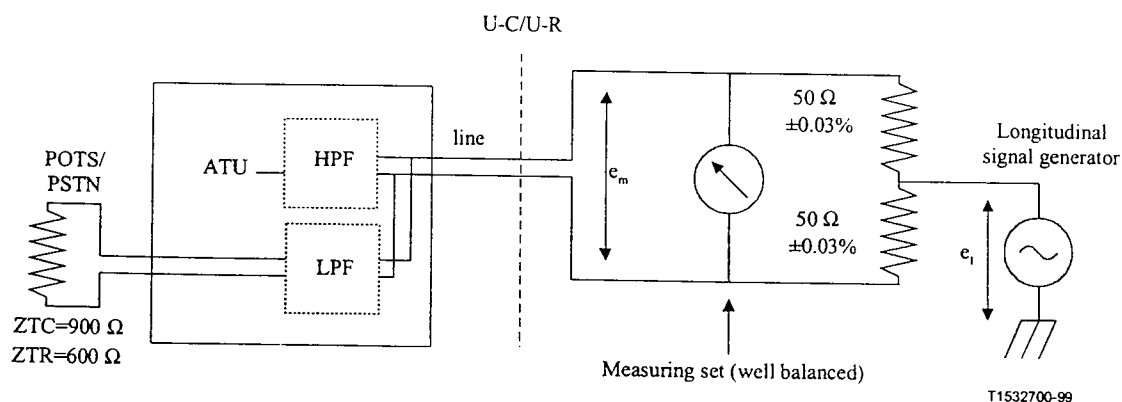 U-C/U-R
50 Ω
±0.03%
Longitudinal
signal generator
line
HPF
ATU
POTS/
PSTN
e_m
50 Ω
±0.03%
e_l
LPF
ZTC=900 Ω
ZTR=600 Ω
Measuring set (well balanced)
T1532700-99